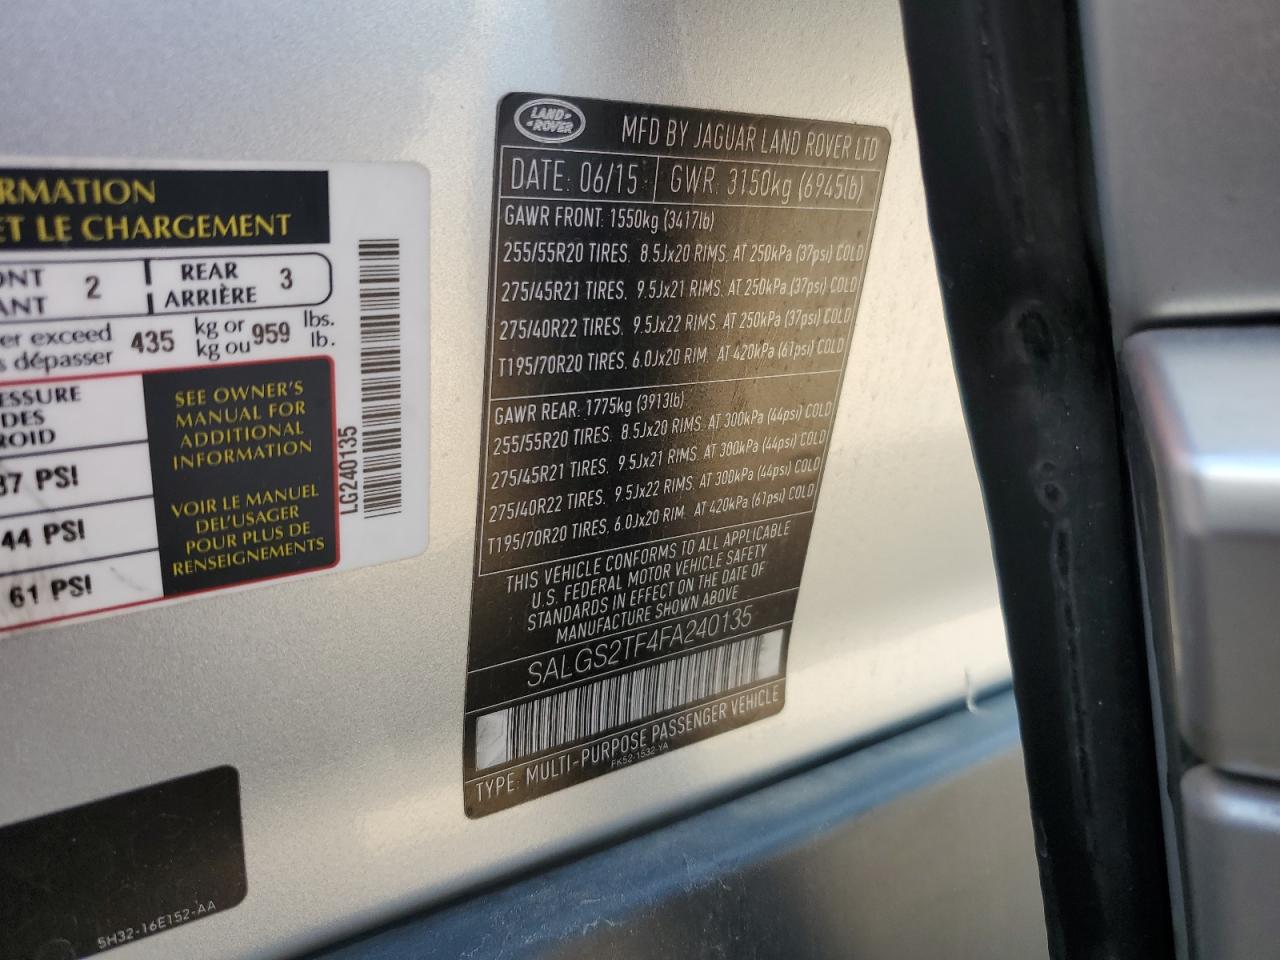 RMATION
ET LE CHARGEMENT
ONT
ANT
2
REAR
ARRIÈRE
3
er exceed
s dépasser
435
kg or
kg ou
959
lbs.
lb.
ESSURE
DES
ROID
37 PSI
44 PSI
61 PSI
SEE OWNER'S
MANUAL FOR
ADDITIONAL
INFORMATION
VOIR LE MANUEL
DEL'USAGER
POUR PLUS DE
RENSEIGNEMENTS
LG240135
5H32-16E152-AA
LAND
ROVER
MFD BY JAGUAR LAND ROVER LTD
DATE: 06/15 GWR: 3150kg (6945lb)
GAWR FRONT: 1550kg (3417lb)
255/55R20 TIRES, 8.5Jx20 RIMS. AT 250kPa (37psi) COLD
275/45R21 TIRES, 9.5Jx21 RIMS. AT 250kPa (37psi) COLD
275/40R22 TIRES, 9.5Jx22 RIMS. AT 250kPa (37psi) COLD
T195/70R20 TIRES, 6.0Jx20 RIM. AT 420kPa (61psi) COLD
GAWR REAR: 1775kg (3913lb)
255/55R20 TIRES, 8.5Jx20 RIMS. AT 300kPa (44psi) COLD
275/45R21 TIRES, 9.5Jx21 RIMS. AT 300kPa (44psi) COLD
275/40R22 TIRES, 9.5Jx22 RIMS. AT 300kPa (44psi) COLD
T195/70R20 TIRES, 6.0Jx20 RIM. AT 420kPa (61psi) COLD
THIS VEHICLE CONFORMS TO ALL APPLICABLE
U.S. FEDERAL MOTOR VEHICLE SAFETY
STANDARDS IN EFFECT ON THE DATE OF
MANUFACTURE SHOWN ABOVE
SALGS2TF4FA240135
TYPE: MULTI-PURPOSE PASSENGER VEHICLE
FK52-1532-YA